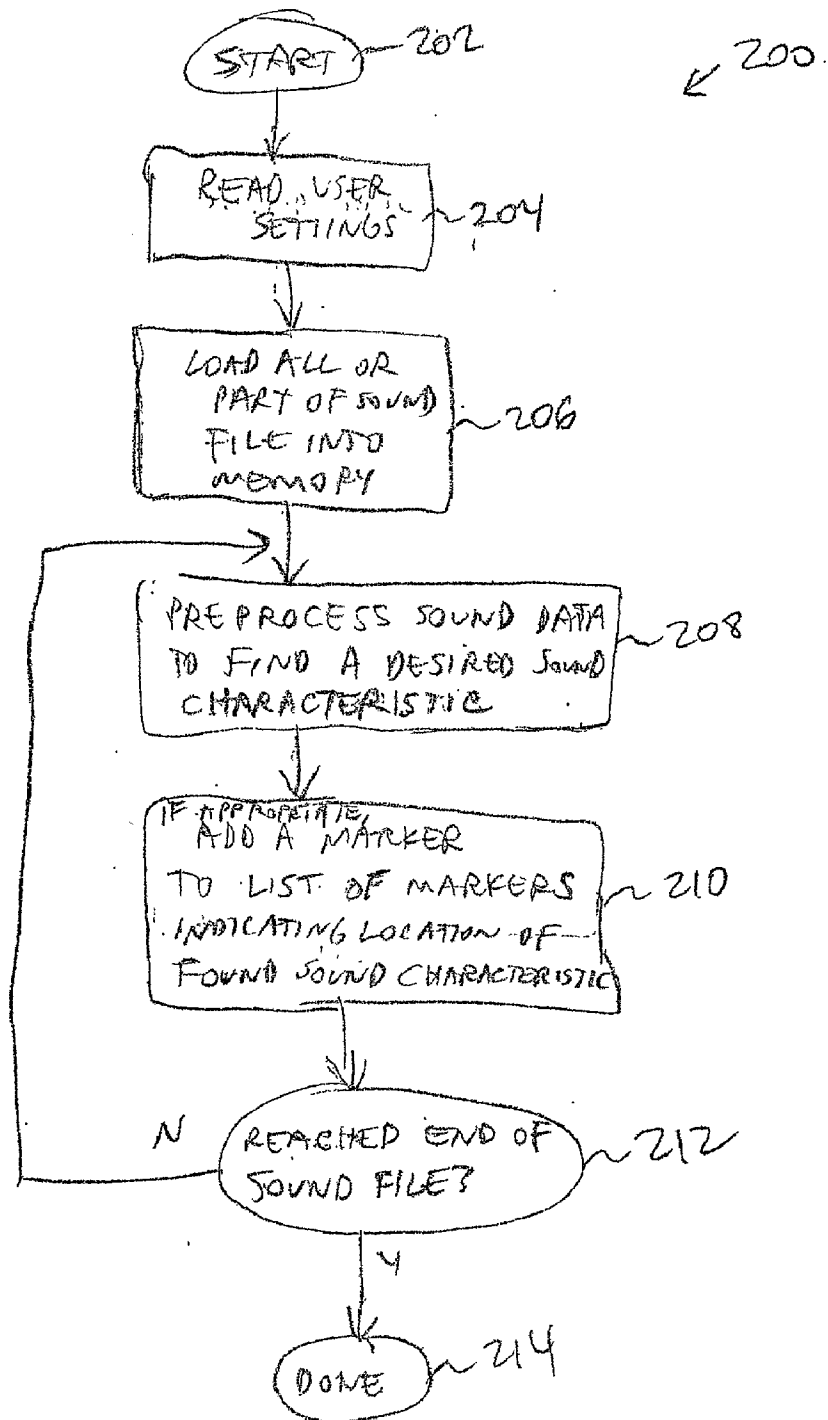 START 202
200
READ USER
SETTINGS 204
LOAD ALL OR
PART OF SOUND
FILE INTO
MEMORY
206
PREPROCESS SOUND DATA
TO FIND A DESIRED SOUND
CHARACTERISTIC
208
IF APPROPRIATE,
ADD A MARKER
TO LIST OF MARKERS
INDICATING LOCATION OF
FOUND SOUND CHARACTERISTIC
210
N
REACHED END OF
SOUND FILE?
212
Y
DONE 214